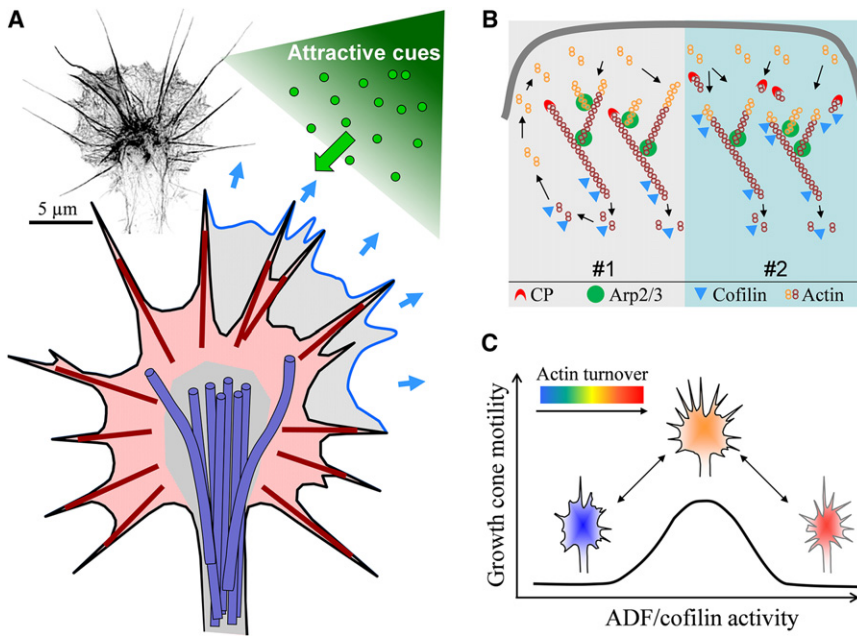 A
Attractive cues
5 µm
B
#1 #2
CP Arp2/3 Cofilin Actin
C
Actin turnover
Growth cone motility
ADF/cofilin activity